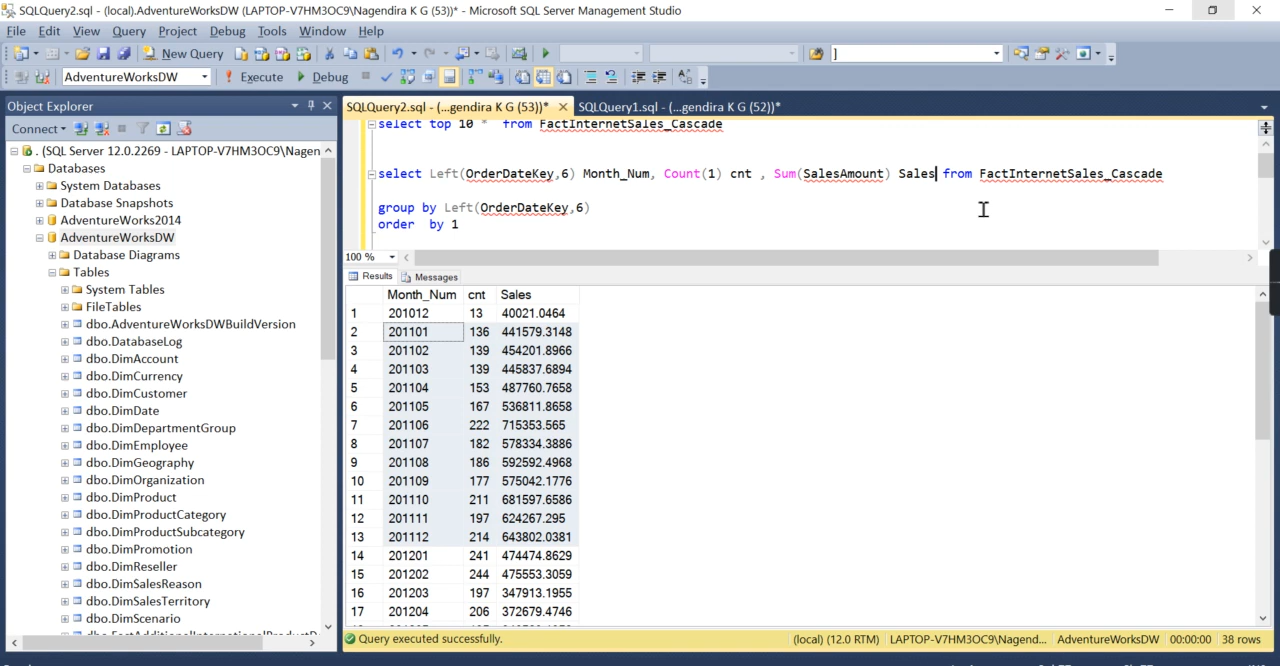 SQLQuery2.sql - (local).AdventureWorksDW (LAPTOP-V7HM3OC9\Nagendira K G (53))* - Microsoft SQL Server Management Studio
File Edit View Query Project Debug Tools Window Help
New Query ]
AdventureWorksDW ! Execute Debug
Object Explorer
Connect
. (SQL Server 12.0.2269 - LAPTOP-V7HM3OC9\Nagen
Databases
System Databases
Database Snapshots
AdventureWorks2014
AdventureWorksDW
Database Diagrams
Tables
System Tables
FileTables
dbo.AdventureWorksDWBuildVersion
dbo.DatabaseLog
dbo.DimAccount
dbo.DimCurrency
dbo.DimCustomer
dbo.DimDate
dbo.DimDepartmentGroup
dbo.DimEmployee
dbo.DimGeography
dbo.DimOrganization
dbo.DimProduct
dbo.DimProductCategory
dbo.DimProductSubcategory
dbo.DimPromotion
dbo.DimReseller
dbo.DimSalesReason
dbo.DimSalesTerritory
dbo.DimScenario
SQLQuery2.sql - (...gendira K G (53))* SQLQuery1.sql - (...gendira K G (52))*
select top 10 * from FactInternetSales_Cascade
select Left(OrderDateKey,6) Month_Num, Count(1) cnt , Sum(SalesAmount) Sales from FactInternetSales_Cascade
group by Left(OrderDateKey,6)
order by 1
100 %
Results Messages
Month_Num cnt Sales
1 201012 13 40021.0464
2 201101 136 441579.3148
3 201102 139 454201.8966
4 201103 139 445837.6894
5 201104 153 487760.7658
6 201105 167 536811.8658
7 201106 222 715353.565
8 201107 182 578334.3886
9 201108 186 592592.4968
10 201109 177 575042.1776
11 201110 211 681597.6586
12 201111 197 624267.295
13 201112 214 643802.0381
14 201201 241 474474.8629
15 201202 244 475553.3059
16 201203 197 347913.1955
17 201204 206 372679.4746
Query executed successfully. (local) (12.0 RTM) LAPTOP-V7HM3OC9\Nagend... AdventureWorksDW 00:00:00 38 rows